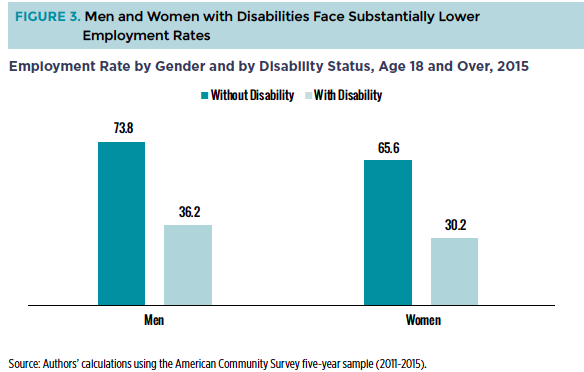 FIGURE 3. Men and Women with Disabilities Face Substantially Lower
Employment Rates
Employment Rate by Gender and by Disability Status, Age 18 and Over, 2015
Without Disability With Disability
73.8
36.2
65.6
30.2
Men Women
Source: Authors' calculations using the American Community Survey five-year sample (2011-2015).